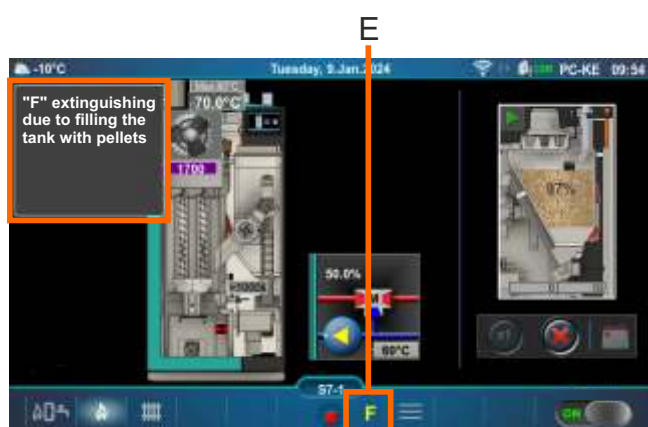 E
-10°C
Tuesday, 9.Jan.2024
PC-KE 09:54
"F" extinguishing
due to filling the
tank with pellets
70.0°C
1700
97%
50.0%
M
60°C
S7-1
F
ON